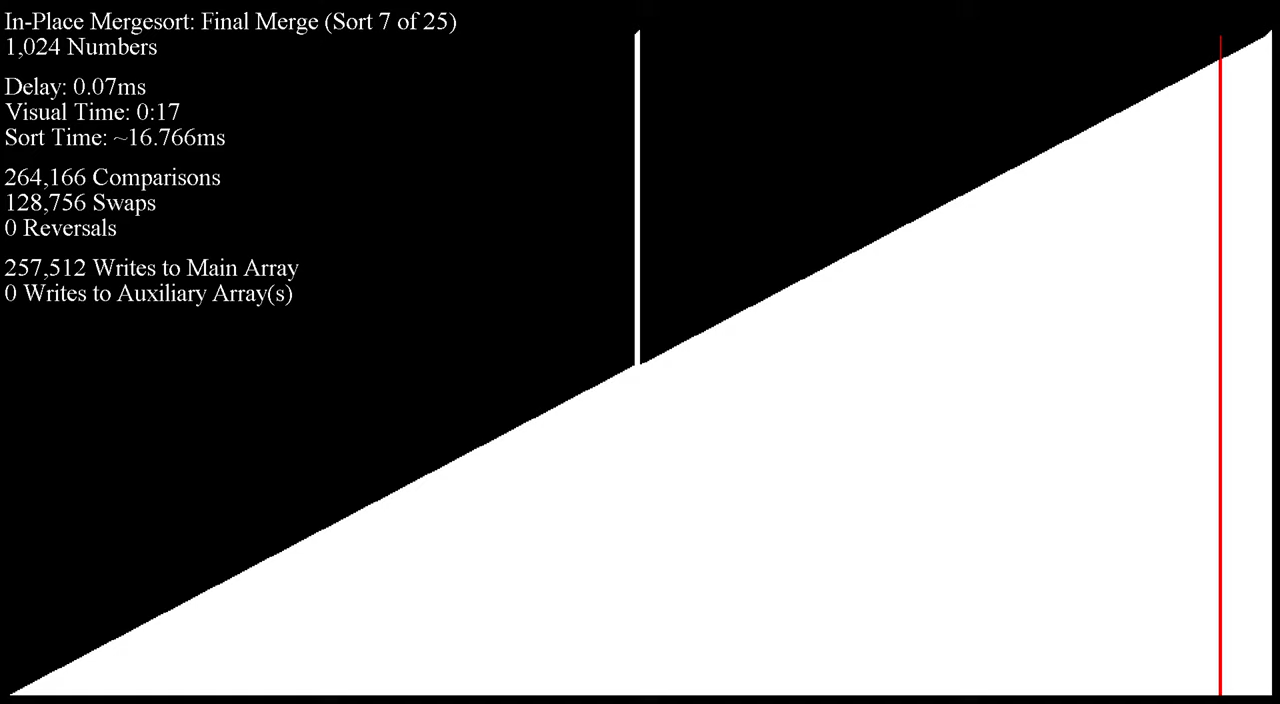 In-Place Mergesort: Final Merge (Sort 7 of 25)
1,024 Numbers
Delay: 0.07ms
Visual Time: 0:17
Sort Time: ~16.766ms
264,166 Comparisons
128,756 Swaps
0 Reversals
257,512 Writes to Main Array
0 Writes to Auxiliary Array(s)